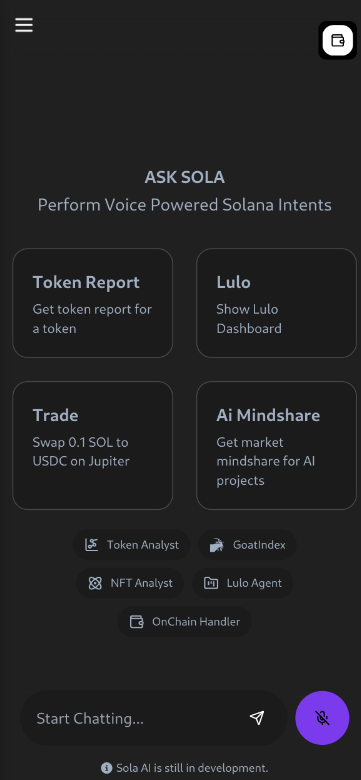 ASK SOLA
Perform Voice Powered Solana Intents
Token Report
Get token report for
a token
Lulo
Show Lulo
Dashboard
Trade
Swap 0.1 SOL to
USDC on Jupiter
Ai Mindshare
Get market
mindshare for AI
projects
Token Analyst
GoatIndex
NFT Analyst
Lulo Agent
OnChain Handler
Start Chatting...
Sola AI is still in development.